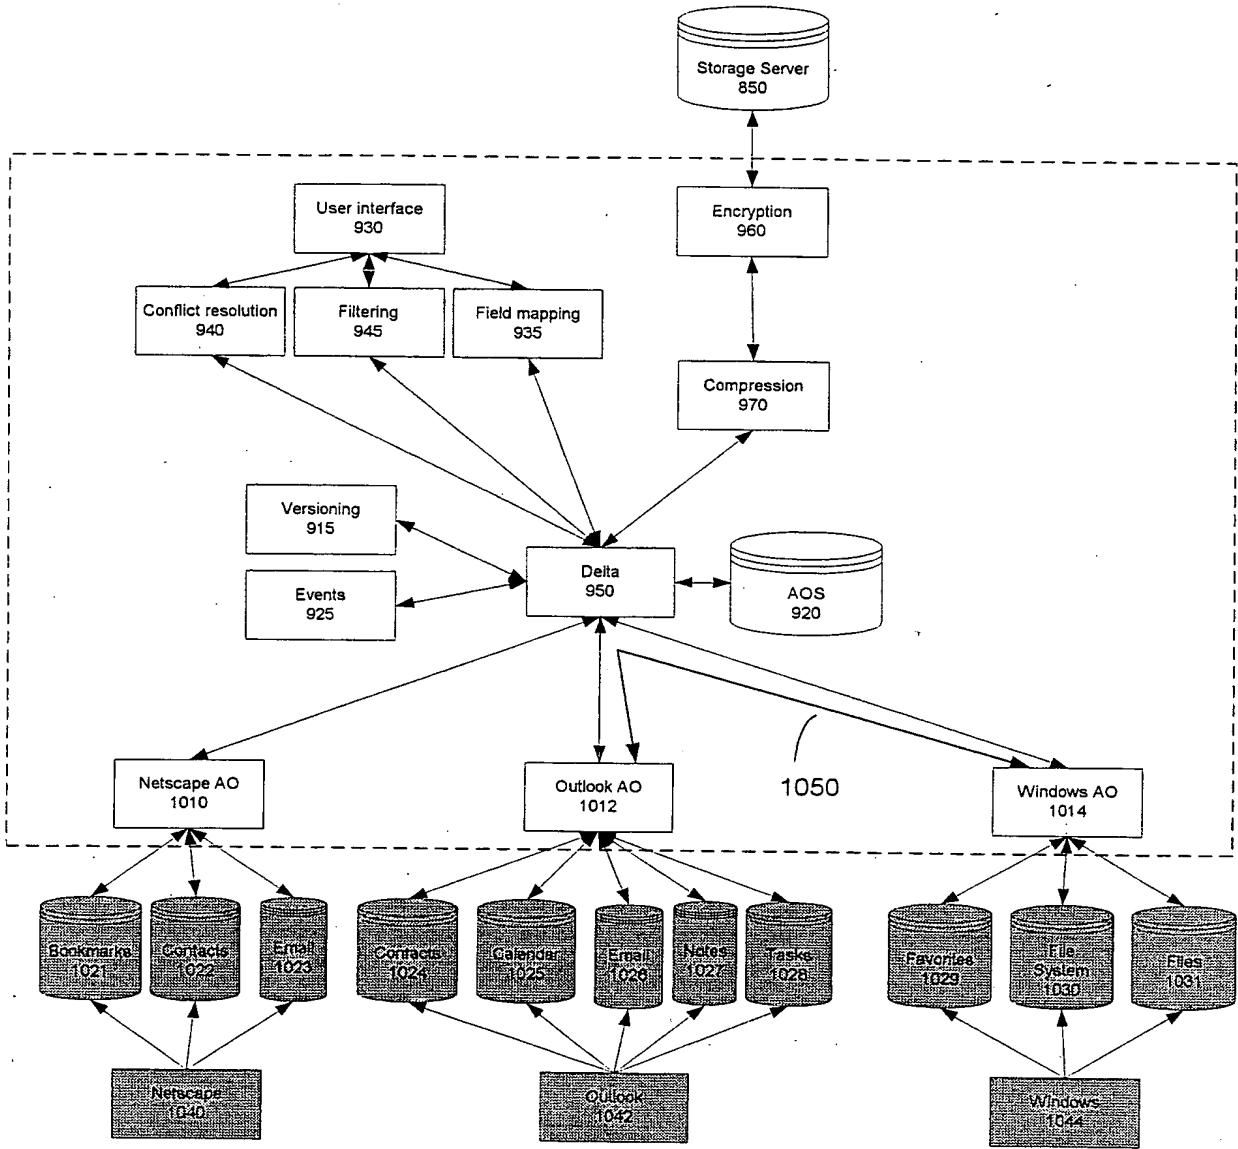 Storage Server
850
User interface
930
Encryption
960
Conflict resolution
940
Filtering
945
Field mapping
935
Compression
970
Versioning
915
Events
925
Delta
950
AOS
920
1050
Netscape AO
1010
Outlook AO
1012
Windows AO
1014
Bookmarks
1021
Contacts
1022
Email
1023
Contacts
1024
Calendar
1025
Email
1026
Notes
1027
Tasks
1028
Favorites
1029
File
System
1030
Files
1031
Netscape
1040
Outlook
1042
Windows
1044